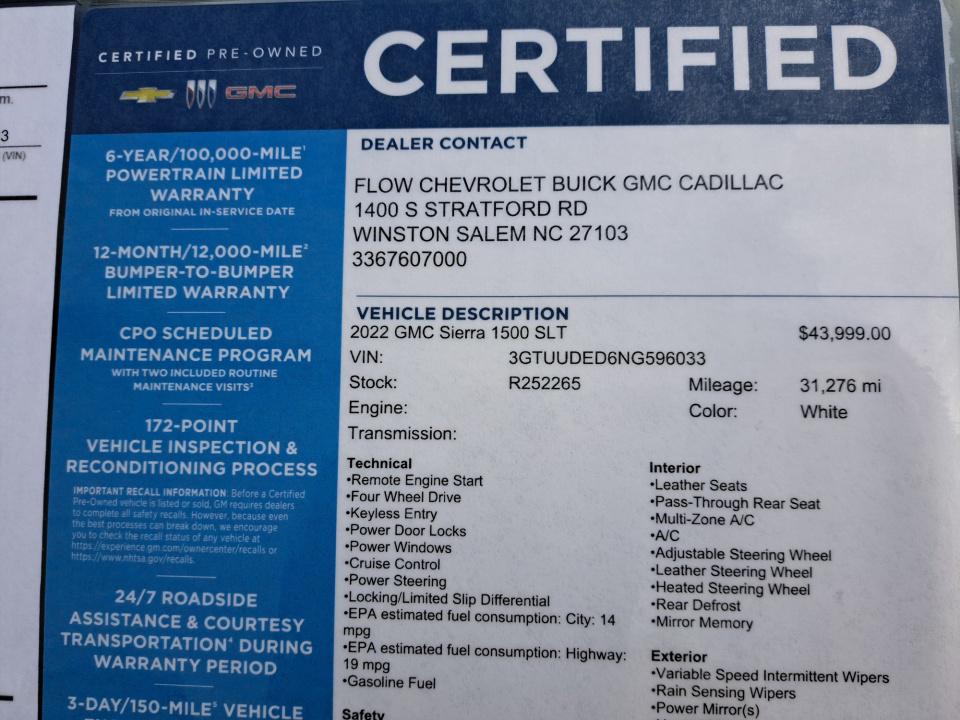 m.
3
(VIN)
CERTIFIED PRE-OWNED
GMC
CERTIFIED
6-YEAR/100,000-MILE¹
POWERTRAIN LIMITED
WARRANTY
FROM ORIGINAL IN-SERVICE DATE
12-MONTH/12,000-MILE²
BUMPER-TO-BUMPER
LIMITED WARRANTY
CPO SCHEDULED
MAINTENANCE PROGRAM
WITH TWO INCLUDED ROUTINE
MAINTENANCE VISITS³
172-POINT
VEHICLE INSPECTION &
RECONDITIONING PROCESS
IMPORTANT RECALL INFORMATION: Before a Certified
Pre-Owned vehicle is listed or sold, GM requires dealers
to complete all safety recalls. However, because even
the best processes can break down, we encourage
you to check the recall status of any vehicle at
https://experience.gm.com/ownercenter/recalls or
https://www.nhtsa.gov/recalls.
24/7 ROADSIDE
ASSISTANCE & COURTESY
TRANSPORTATION⁴ DURING
WARRANTY PERIOD
3-DAY/150-MILE⁵ VEHICLE
DEALER CONTACT
FLOW CHEVROLET BUICK GMC CADILLAC
1400 S STRATFORD RD
WINSTON SALEM NC 27103
3367607000
VEHICLE DESCRIPTION
2022 GMC Sierra 1500 SLT $43,999.00
VIN: 3GTUUDED6NG596033
Stock: R252265 Mileage: 31,276 mi
Engine: Color: White
Transmission:
Technical
•Remote Engine Start
•Four Wheel Drive
•Keyless Entry
•Power Door Locks
•Power Windows
•Cruise Control
•Power Steering
•Locking/Limited Slip Differential
•EPA estimated fuel consumption: City: 14
mpg
•EPA estimated fuel consumption: Highway:
19 mpg
•Gasoline Fuel
Safety
Interior
•Leather Seats
•Pass-Through Rear Seat
•Multi-Zone A/C
•A/C
•Adjustable Steering Wheel
•Leather Steering Wheel
•Heated Steering Wheel
•Rear Defrost
•Mirror Memory
Exterior
•Variable Speed Intermittent Wipers
•Rain Sensing Wipers
•Power Mirror(s)